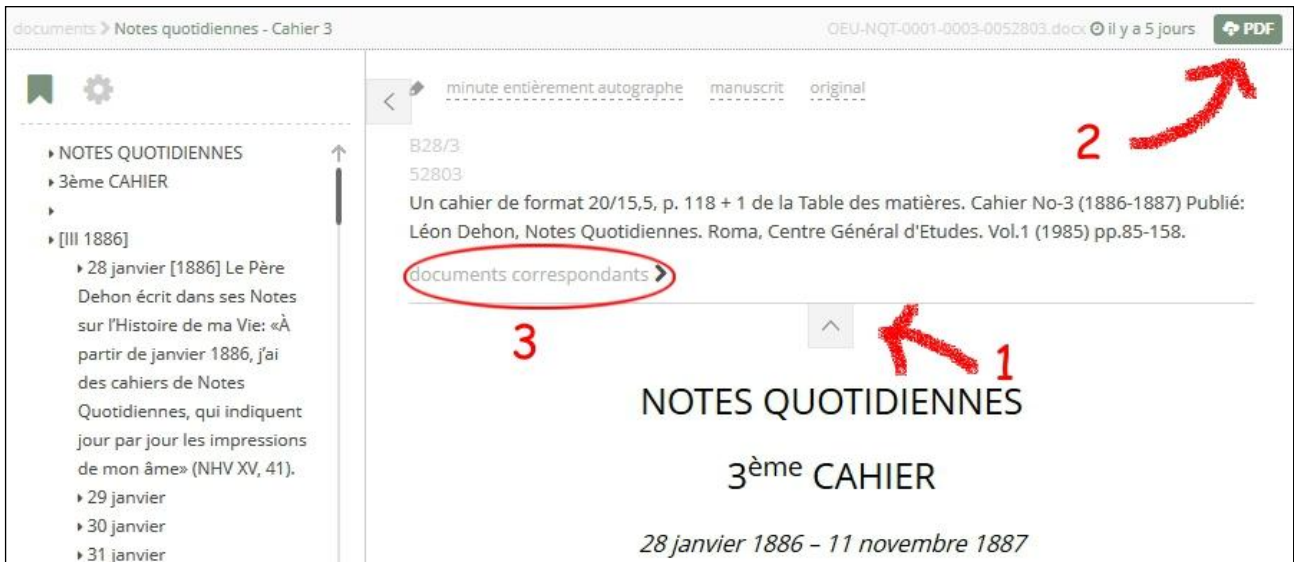 documents > Notes quotidiennes - Cahier 3
OEU-NQT-0001-0003-0052803.docx il y a 5 jours PDF
minute entièrement autographe manuscrit original
2
B28/3
52803
Un cahier de format 20/15,5, p. 118 + 1 de la Table des matières. Cahier No-3 (1886-1887) Publié:
Léon Dehon, Notes Quotidiennes. Roma, Centre Général d'Etudes. Vol.1 (1985) pp.85-158.
documents correspondants
3
1
NOTES QUOTIDIENNES
3ème CAHIER
28 janvier 1886 – 11 novembre 1887
NOTES QUOTIDIENNES
3ème CAHIER
[III 1886]
28 janvier [1886] Le Père
Dehon écrit dans ses Notes
sur l'Histoire de ma Vie: «À
partir de janvier 1886, j'ai
des cahiers de Notes
Quotidiennes, qui indiquent
jour par jour les impressions
de mon âme» (NHV XV, 41).
29 janvier
30 janvier
31 janvier